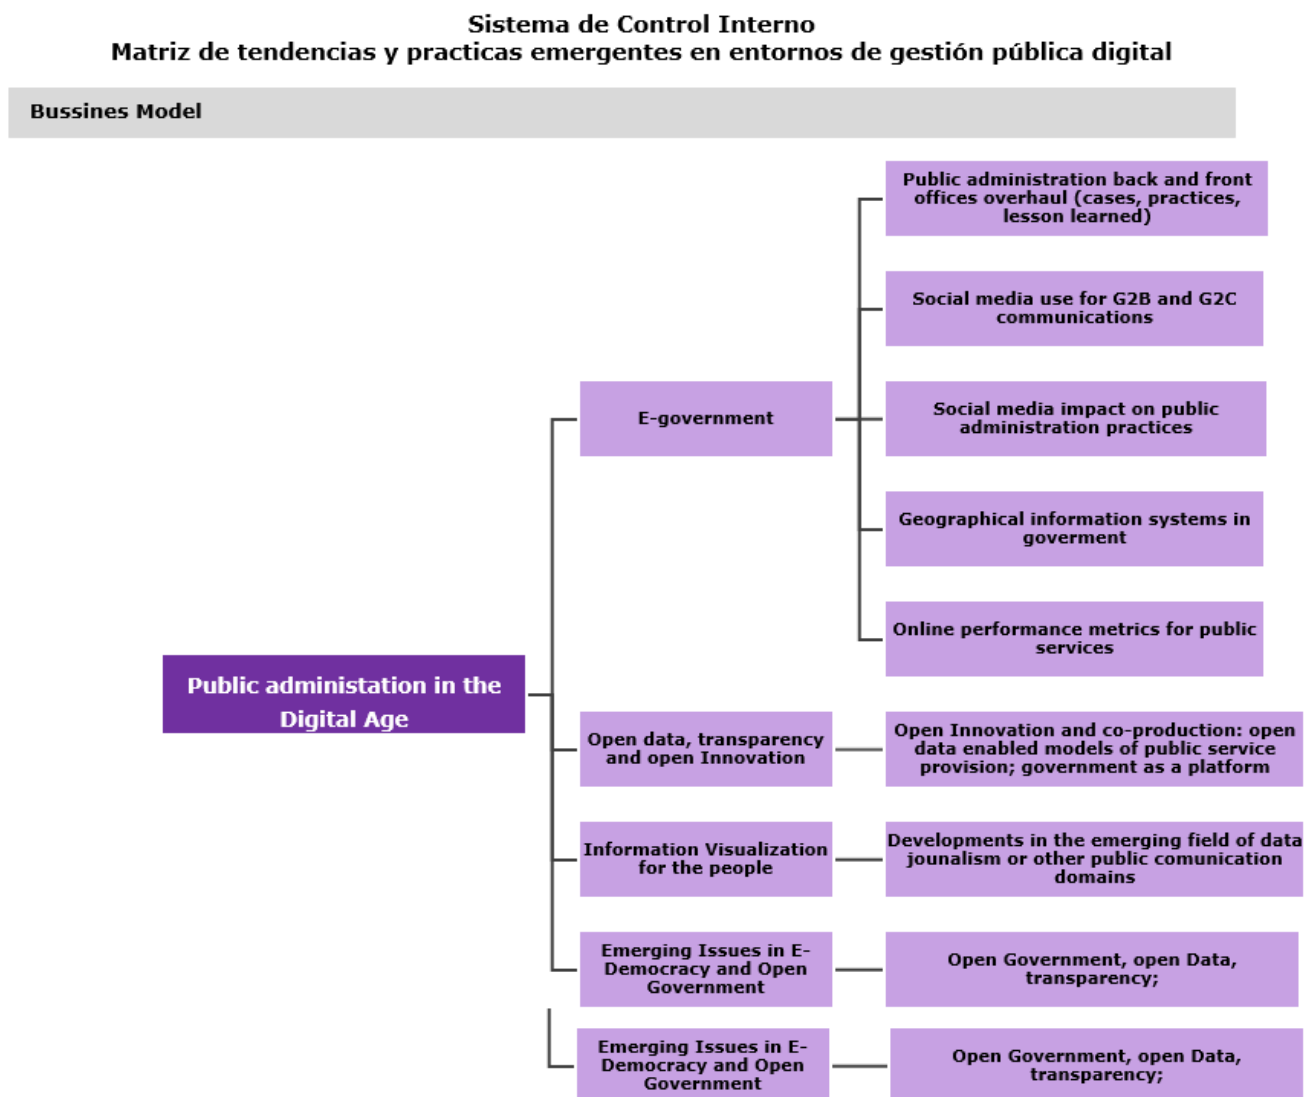 Sistema de Control Interno
Matriz de tendencias y practicas emergentes en entornos de gestión pública digital
Bussines Model
Public administration back and front
offices overhaul (cases, practices,
lesson learned)
Social media use for G2B and G2C
communications
E-government
Social media impact on public
administration practices
Geographical information systems in
goverment
Online performance metrics for public
services
Public administation in the
Digital Age
Open data, transparency
and open Innovation
Open Innovation and co-production: open
data enabled models of public service
provision; government as a platform
Information Visualization
for the people
Developments in the emerging field of data
jounalism or other public comunication
domains
Emerging Issues in E-
Democracy and Open
Government
Open Government, open Data,
transparency;
Emerging Issues in E-
Democracy and Open
Government
Open Government, open Data,
transparency;